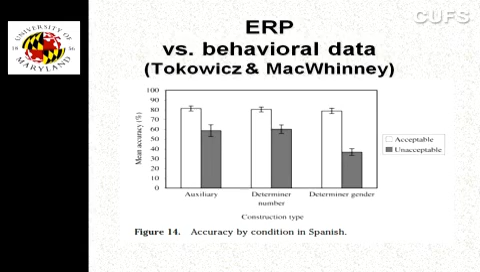 CUFS
UNIVERSITY OF
18 56
MARYLAND
ERP
vs. behavioral data
(Tokowicz & MacWhinney)
Mean accuracy (%)
100
90
80
70
60
50
40
30
20
10
0
Auxiliary
Determiner number
Determiner gender
Construction type
Acceptable
Unacceptable
Figure 14. Accuracy by condition in Spanish.